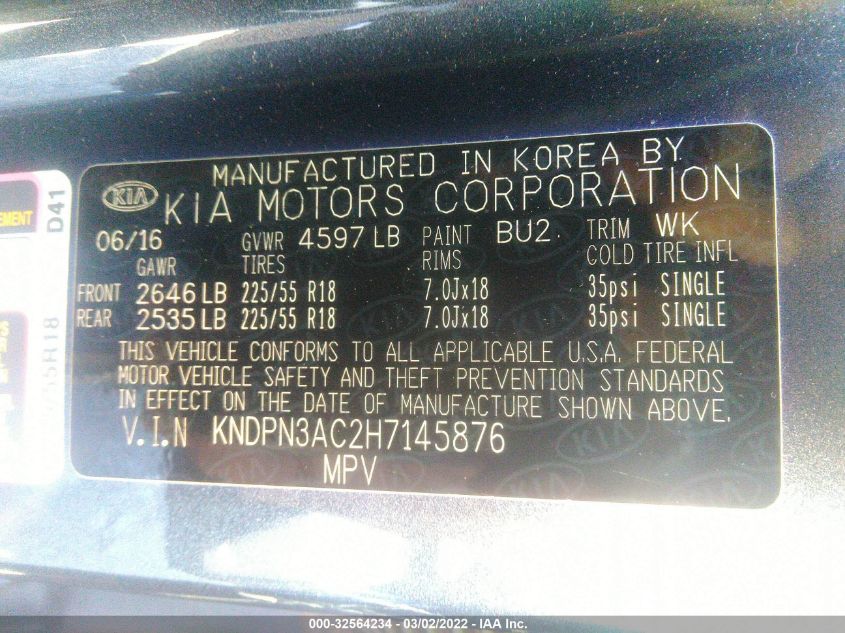 MANUFACTURED IN KOREA BY
KIA KIA MOTORS CORPORATION
06/16 GVWR 4597 LB PAINT BU2 TRIM WK
GAWR TIRES RIMS COLD TIRE INFL
FRONT 2646 LB 225/55 R18 7.0Jx18 35psi SINGLE
REAR 2535 LB 225/55 R18 7.0Jx18 35psi SINGLE
THIS VEHICLE CONFORMS TO ALL APPLICABLE U.S.A. FEDERAL
MOTOR VEHICLE SAFETY AND THEFT PREVENTION STANDARDS
IN EFFECT ON THE DATE OF MANUFACTURE SHOWN ABOVE.
V.I.N KNDPN3AC2H7145876
MPV
D41
000-32564234 - 03/02/2022 - IAA Inc.